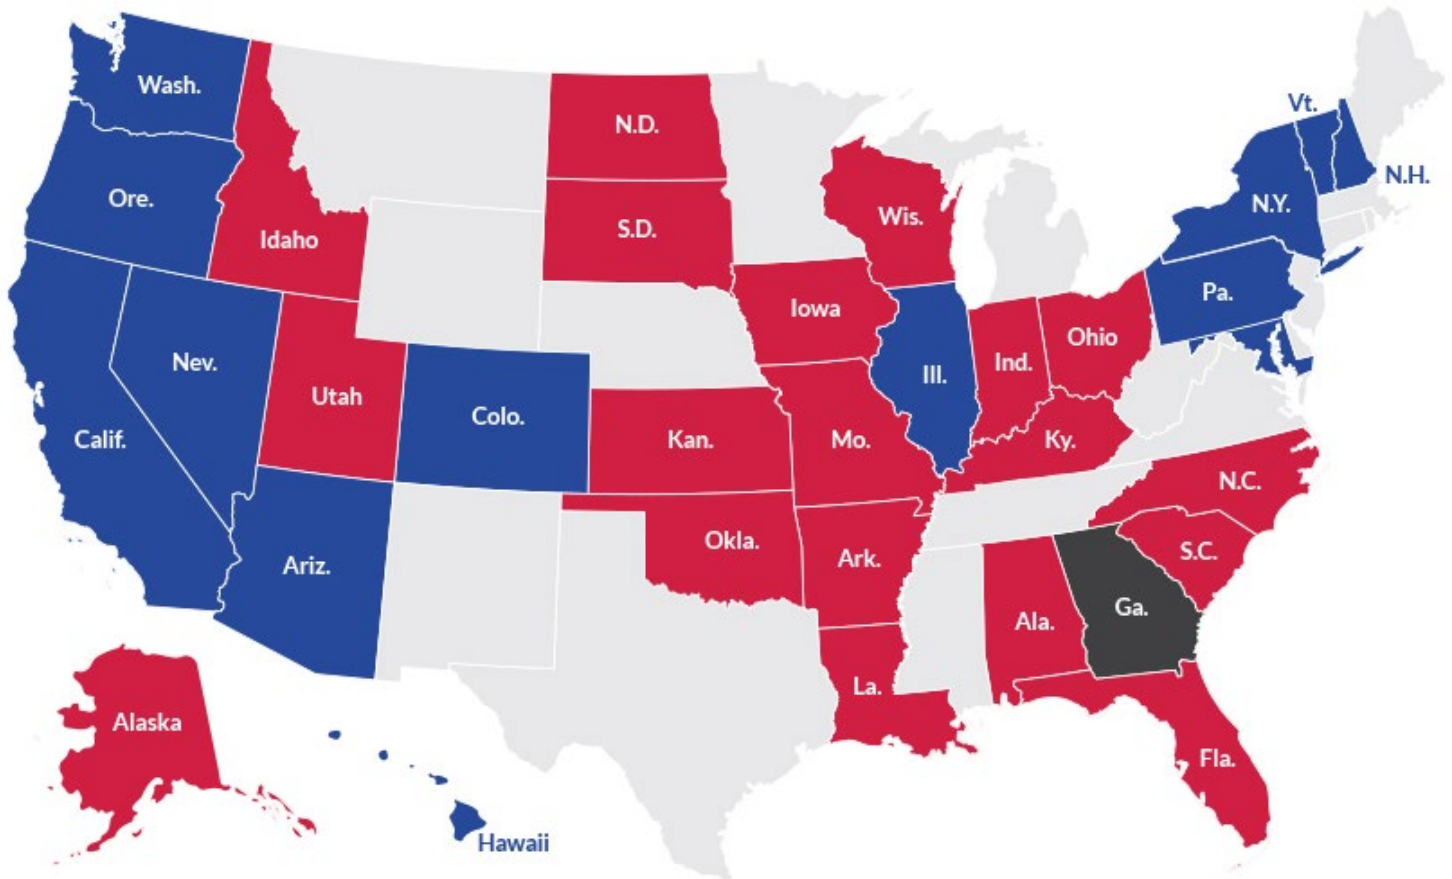 Wash.
Vt.
N.D.
N.H.
Ore.
N.Y.
Wis.
S.D.
Idaho
Pa.
Iowa
Ohio
Nev.
Ind.
Ill.
Utah
Colo.
Calif.
Kan.
Mo.
Ky.
N.C.
Okla.
S.C.
Ark.
Ariz.
Ga.
Ala.
La.
Alaska
Fla.
Hawaii